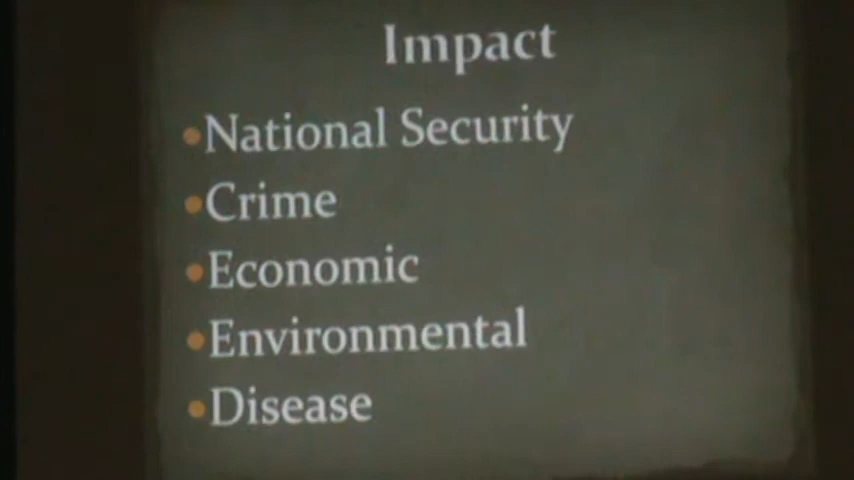 Impact
•National Security
•Crime
•Economic
•Environmental
•Disease